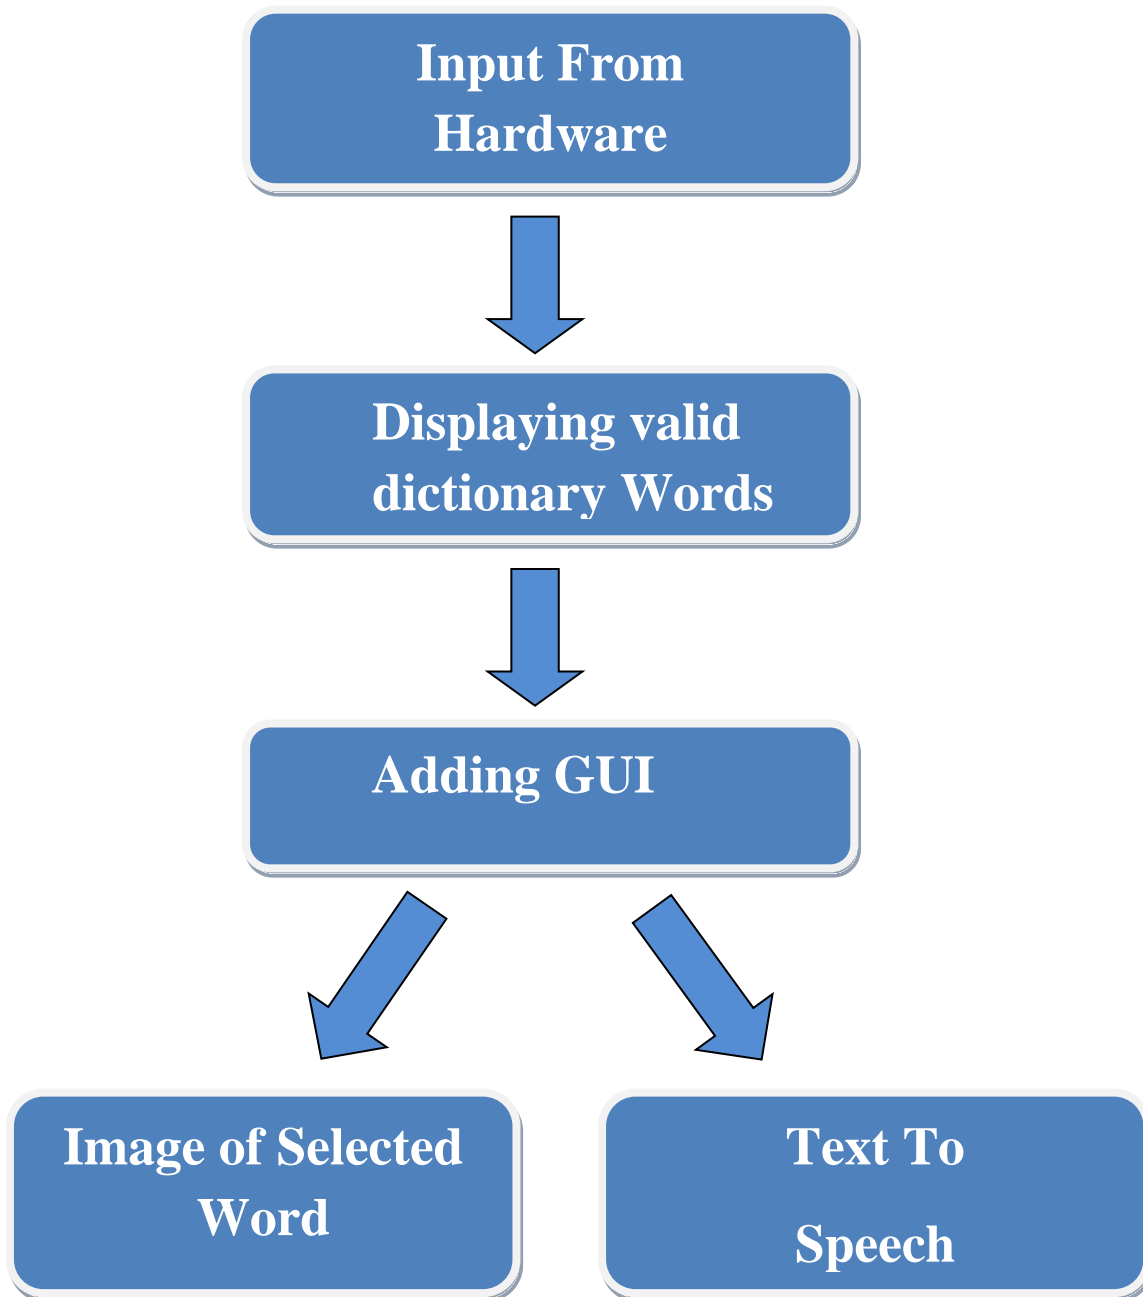 Input From
Hardware
Displaying valid
dictionary Words
Adding GUI
Image of Selected
Word
Text To
Speech